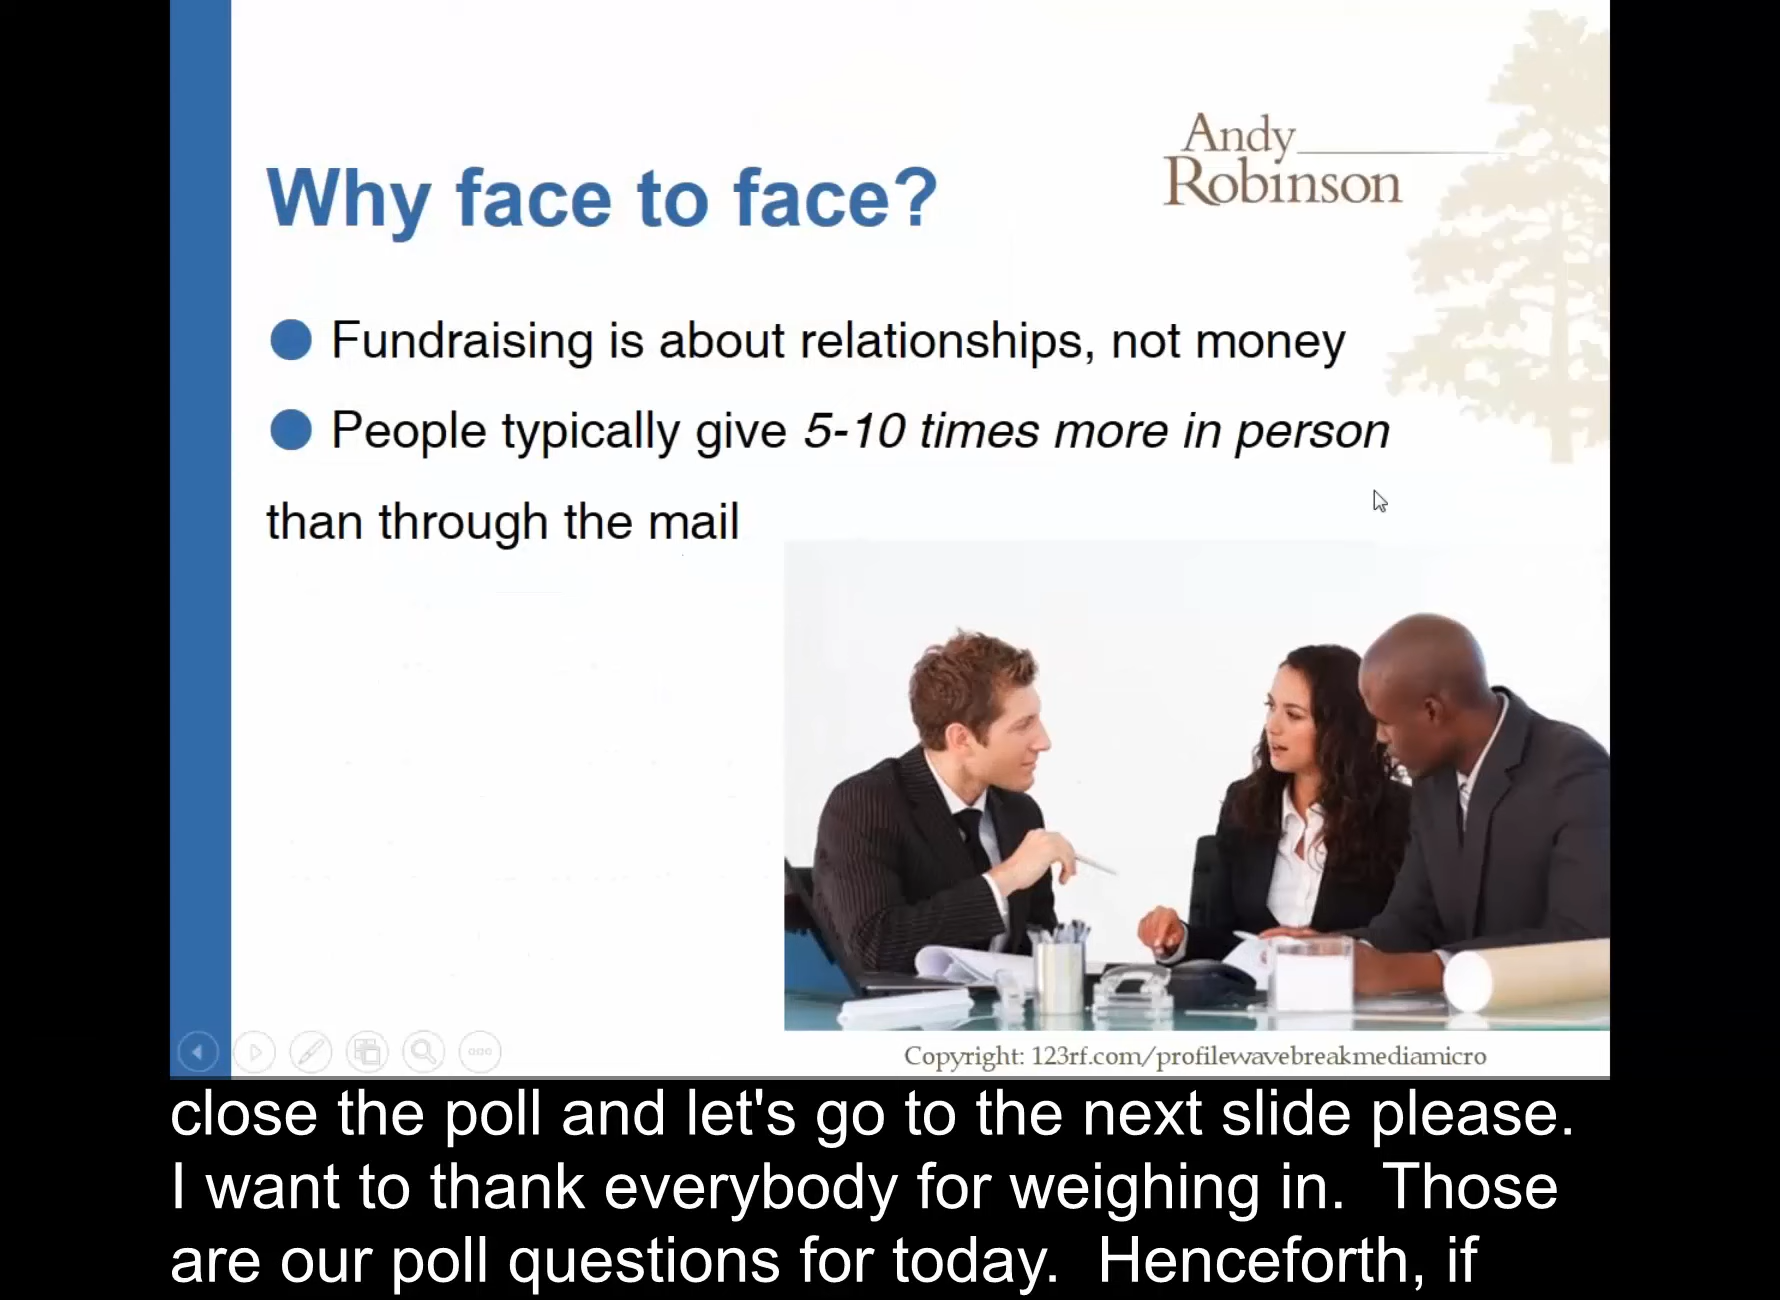 Andy
Robinson
Why face to face?
Fundraising is about relationships, not money
People typically give 5-10 times more in person
than through the mail
Copyright: 123rf.com/profilewavebreakmediamicro
close the poll and let's go to the next slide please.
I want to thank everybody for weighing in.  Those
are our poll questions for today.  Henceforth, if